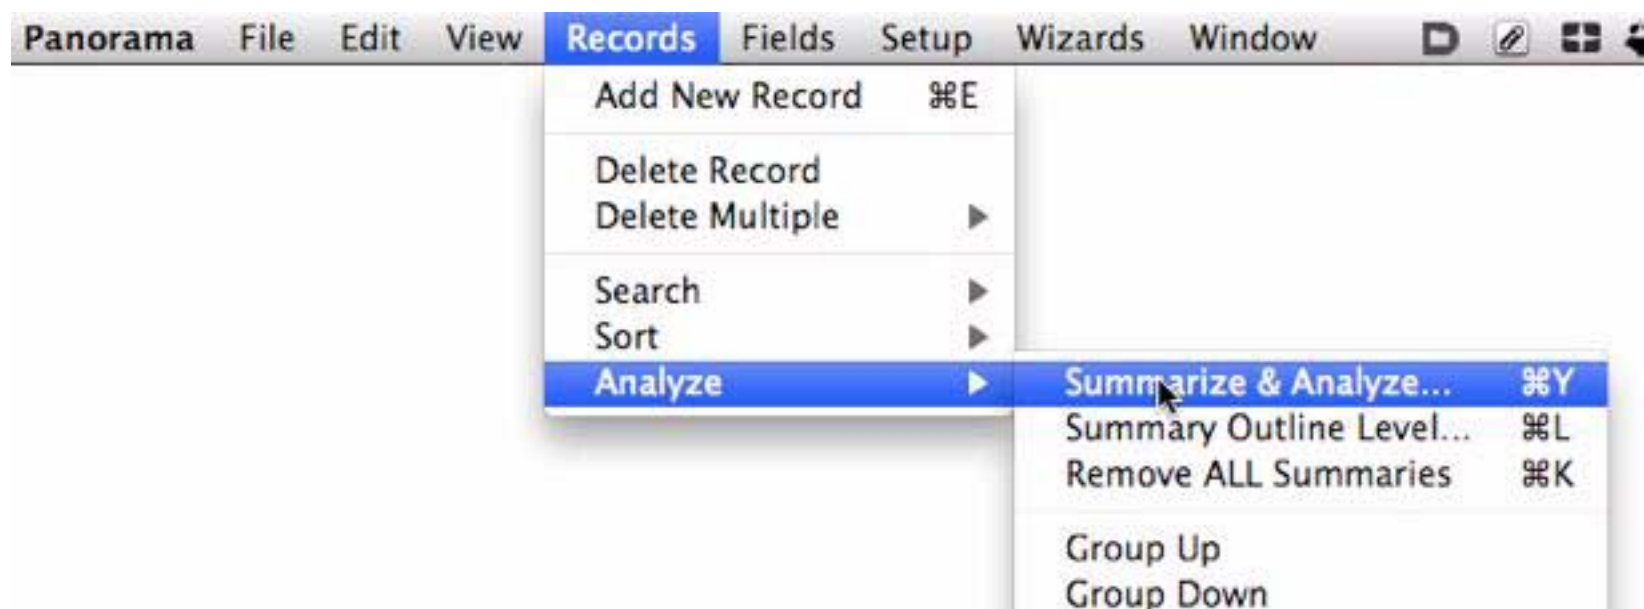 Panorama File Edit View Records Fields Setup Wizards Window
Add New Record ⌘E
Delete Record
Delete Multiple
Search
Sort
Analyze
Summarize & Analyze... ⌘Y
Summary Outline Level... ⌘L
Remove ALL Summaries ⌘K
Group Up
Group Down